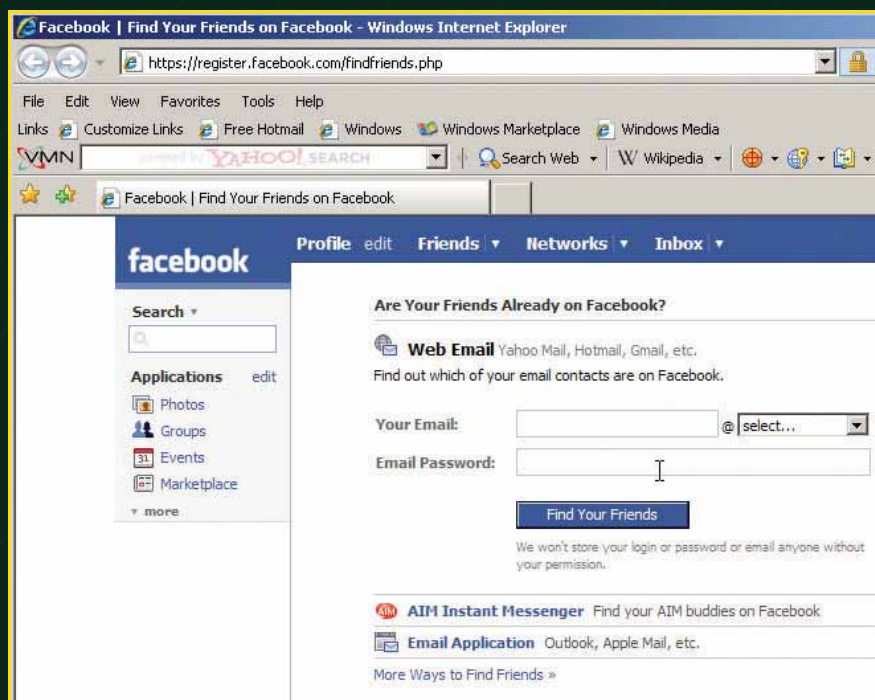 Facebook | Find Your Friends on Facebook - Windows Internet Explorer
https://register.facebook.com/findfriends.php
File Edit View Favorites Tools Help
Links Customize Links Free Hotmail Windows Windows Marketplace Windows Media
VMN powered by YAHOO! SEARCH Search Web W Wikipedia
Facebook | Find Your Friends on Facebook
facebook
Profile edit Friends Networks Inbox
Search
Applications edit
Photos
Groups
31 Events
Marketplace
more
Are Your Friends Already on Facebook?
Web Email Yahoo Mail, Hotmail, Gmail, etc.
Find out which of your email contacts are on Facebook.
Your Email: @ select...
Email Password:
Find Your Friends
We won't store your login or password or email anyone without
your permission.
AIM AIM Instant Messenger Find your AIM buddies on Facebook
Email Application Outlook, Apple Mail, etc.
More Ways to Find Friends »